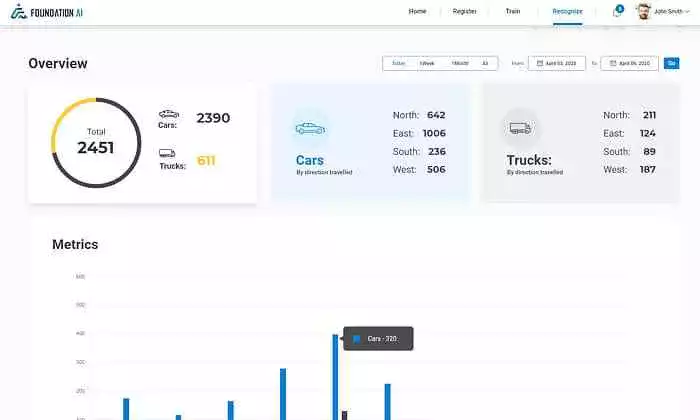 FOUNDATION AI
Home Register Train Recognize 
John Smith
Overview
Today 1Week 1Month All From: April 03, 2020 To April 09, 2020 Go
Total
2451
Cars: 2390
Trucks: 611
Cars
By direction travelled
North: 642
East: 1006
South: 236
West: 506
Trucks:
By direction travelled
North: 211
East: 124
South: 89
West: 187
Metrics
600
500
400
Cars - 320
300
200